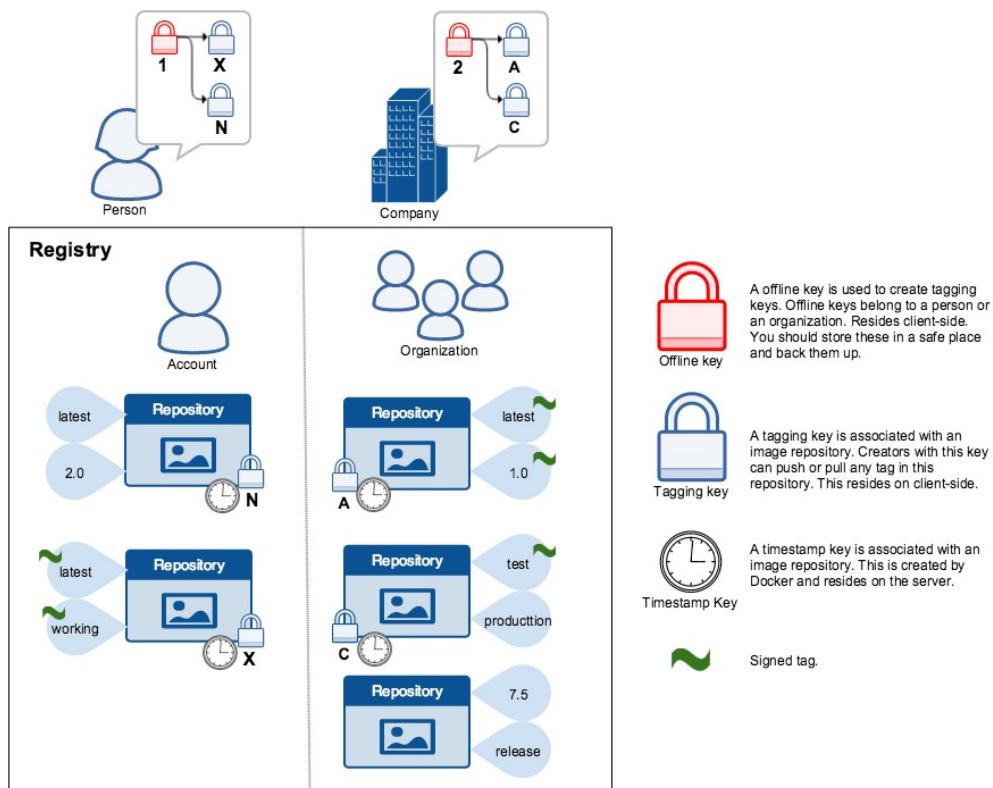 1
X
N
2
A
C
Person
Company
Registry
Account
Organization
latest
Repository
2.0
N
Repository
latest
1.0
A
latest
Repository
working
X
Repository
test
producttion
C
Repository
7.5
release
A offline key is used to create tagging
keys. Offline keys belong to a person or
an organization. Resides client-side.
You should store these in a safe place
and back them up.
Offline key
A tagging key is associated with an
image repository. Creators with this key
can push or pull any tag in this
repository. This resides on client-side.
Tagging key
A timestamp key is associated with an
image repository. This is created by
Docker and resides on the server.
Timestamp Key
Signed tag.